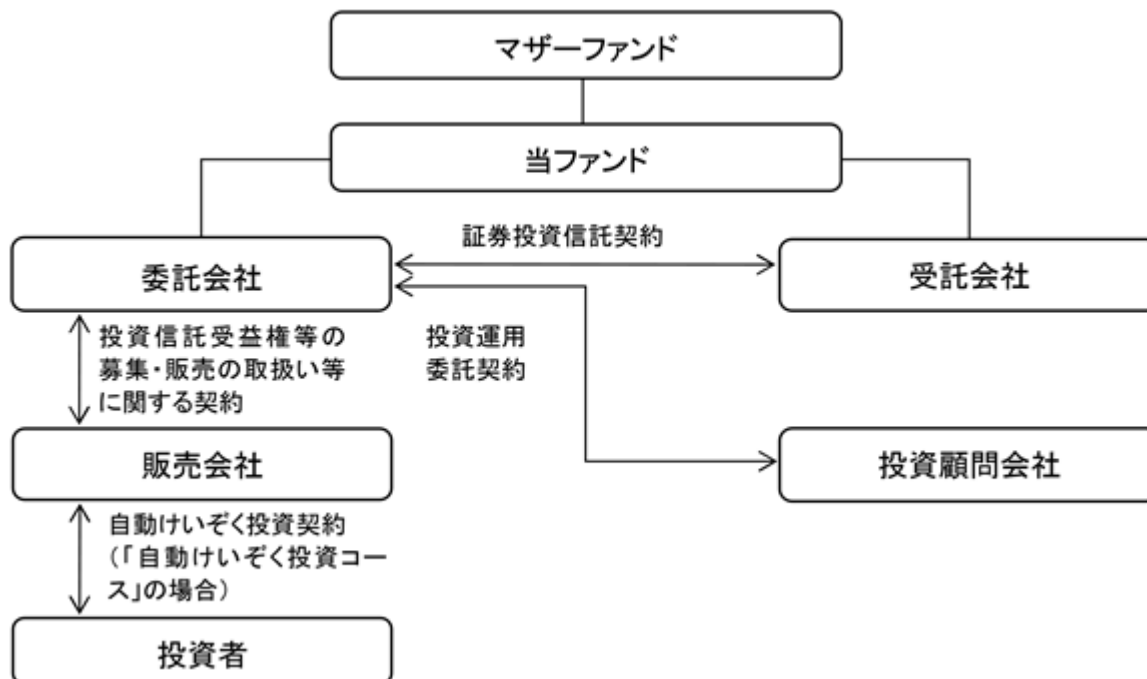 マザーファンド
当ファンド
証券投資信託契約
委託会社
受託会社
投資信託受益権等の
募集・販売の取扱い等
に関する契約
投資運用
委託契約
販売会社
投資顧問会社
自動けいぞく投資契約
（「自動けいぞく投資コー
ス」の場合）
投資者